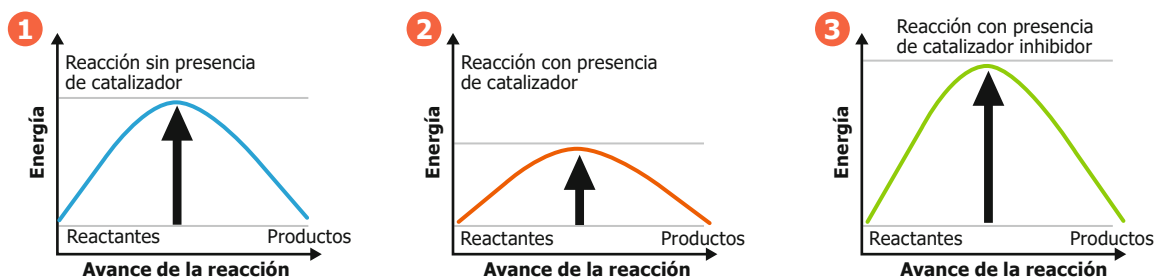 1
Reacción sin presencia
de catalizador
Energía
Reactantes
Productos
Avance de la reacción
2
Reacción con presencia
de catalizador
Energía
Reactantes
Productos
Avance de la reacción
3
Reacción con presencia
de catalizador inhibidor
Energía
Reactantes
Productos
Avance de la reacción